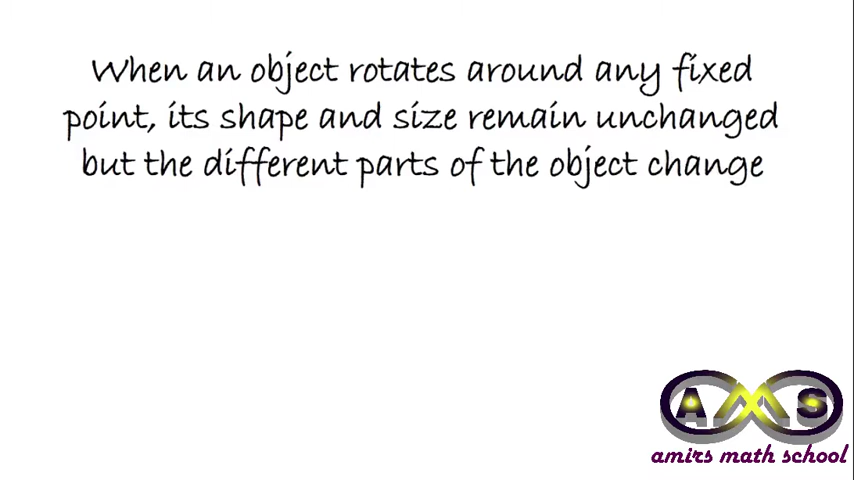 When an object rotates around any fixed
point, its shape and size remain unchanged
but the different parts of the object change
AMS
amirs math school